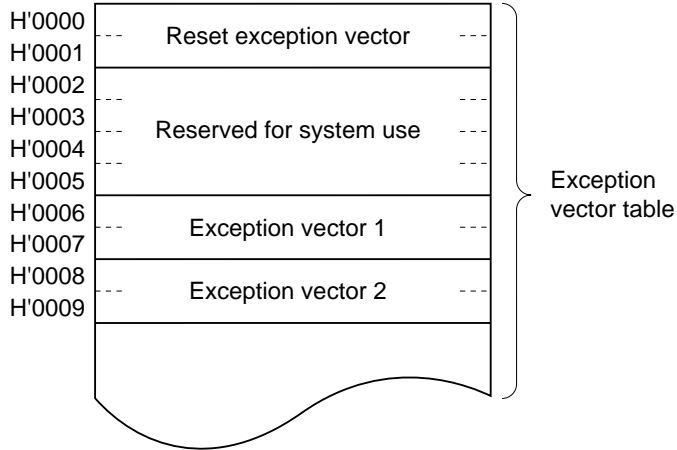 H'0000
Reset exception vector
H'0001
H'0002
H'0003
Reserved for system use
H'0004
H'0005
H'0006
Exception vector 1
H'0007
H'0008
Exception vector 2
H'0009
Exception
vector table